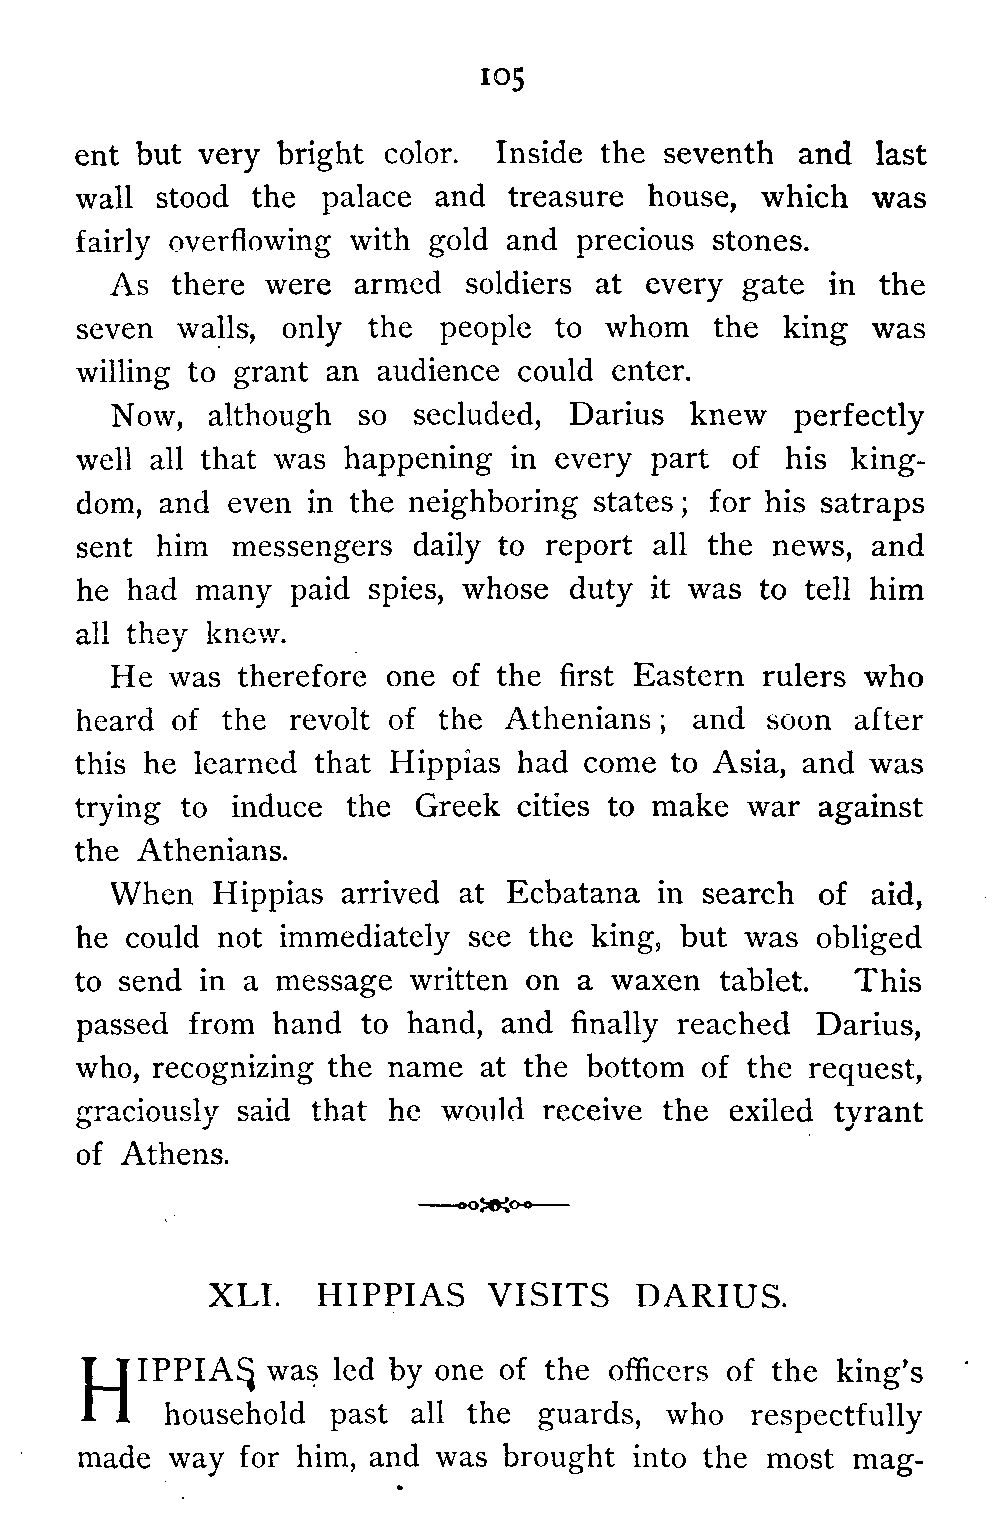 105
ent but very bright color. Inside the seventh and last
wall stood the palace and treasure house, which was
fairly overflowing with gold and precious stones.
As there were armed soldiers at every gate in the
seven walls, only the people to whom the king was
willing to grant an audience could enter.
Now, although so secluded, Darius knew perfectly
well all that was happening in every part of his king-
dom, and even in the neighboring states; for his satraps
sent him messengers daily to report all the news, and
he had many paid spies, whose duty it was to tell him
all they knew.
He was therefore one of the first Eastern rulers who
heard of the revolt of the Athenians; and soon after
this he learned that Hippias had come to Asia, and was
trying to induce the Greek cities to make war against
the Athenians.
When Hippias arrived at Ecbatana in search of aid,
he could not immediately see the king, but was obliged
to send in a message written on a waxen tablet. This
passed from hand to hand, and finally reached Darius,
who, recognizing the name at the bottom of the request,
graciously said that he would receive the exiled tyrant
of Athens.
XLI. HIPPIAS VISITS DARIUS.
HIPPIAS was led by one of the officers of the king's
household past all the guards, who respectfully
made way for him, and was brought into the most mag-